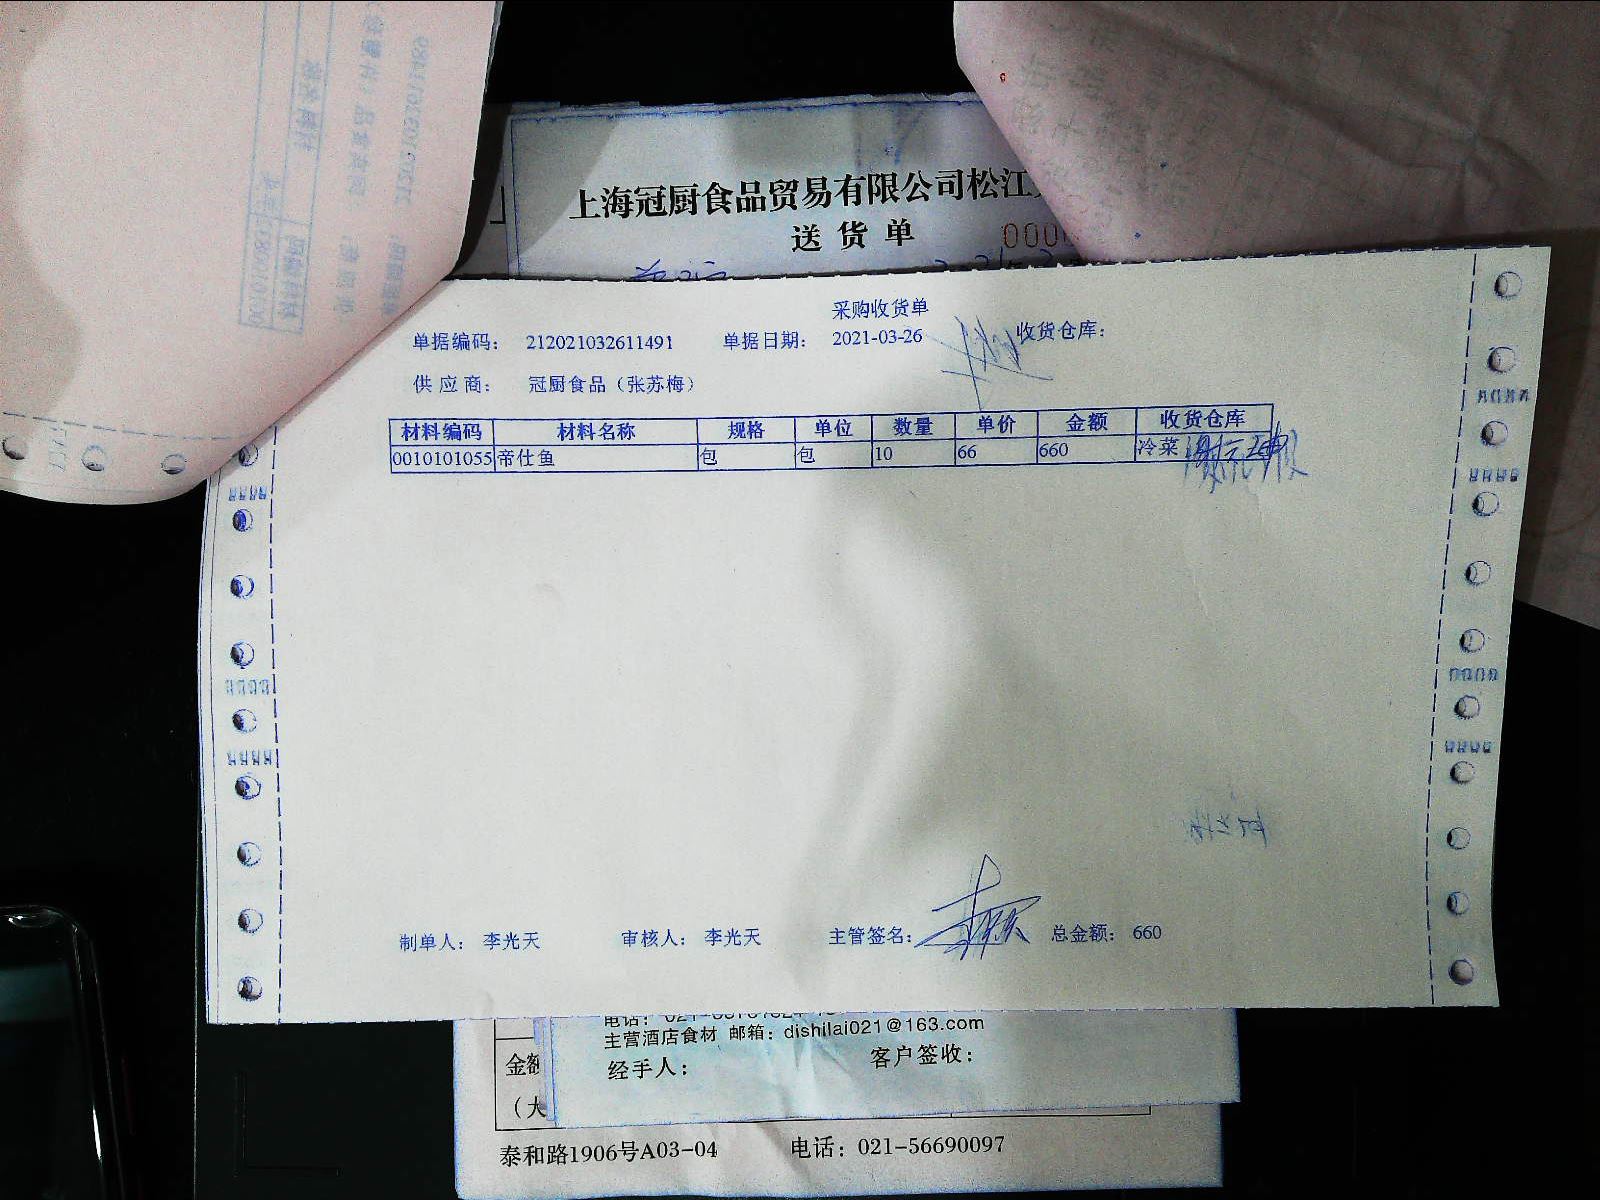 上海冠厨食品贸易有限公司松江
送货单
采购收货单
单据编码： 212021032611491 单据日期： 2021-03-26 收货仓库：
供应商： 冠厨食品（张苏梅）
材料编码 材料名称 规格 单位 数量 单价 金额 收货仓库
0010101055 帝仕鱼 包 包 10 66 660 冷菜
制单人： 李光天 审核人： 李光天 主管签名： 总金额： 660
主营酒店食材 邮箱：dishilai021@163.com
经手人： 客户签收：
金额
（大
泰和路1906号A03-04 电话：021-56690097